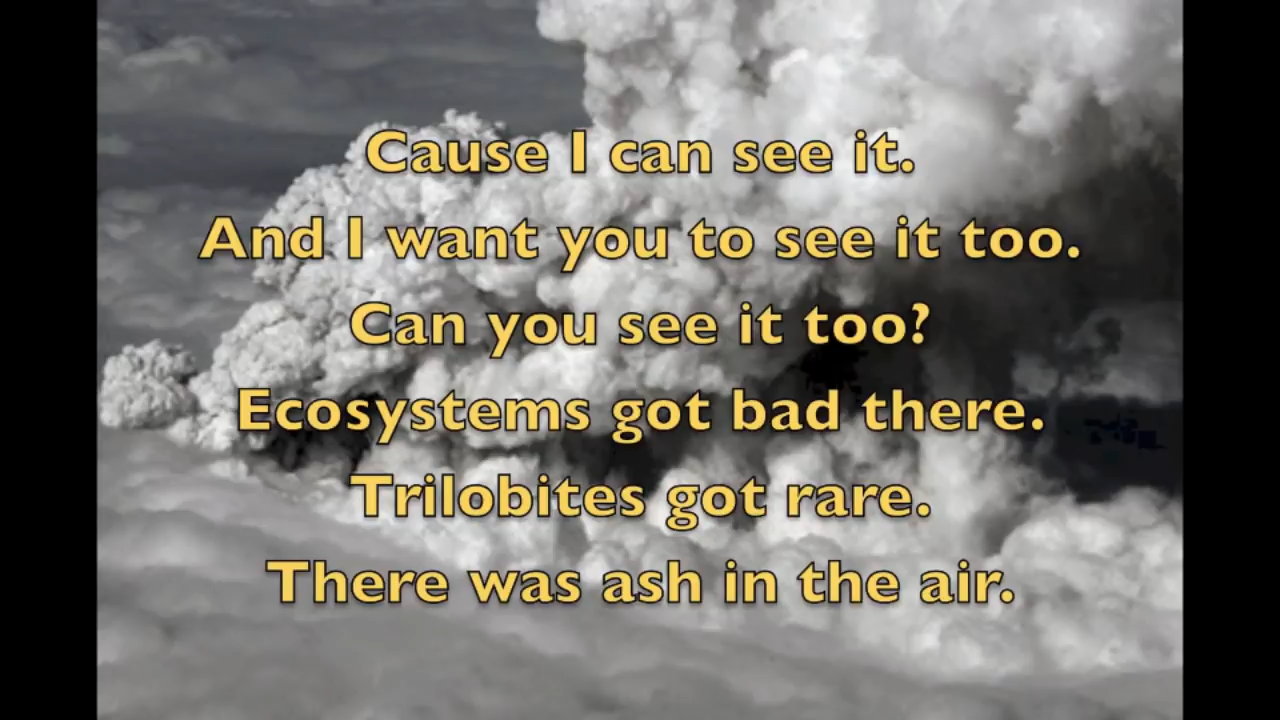 Cause I can see it.
And I want you to see it too.
Can you see it too?
Ecosystems got bad there.
Trilobites got rare.
There was ash in the air.